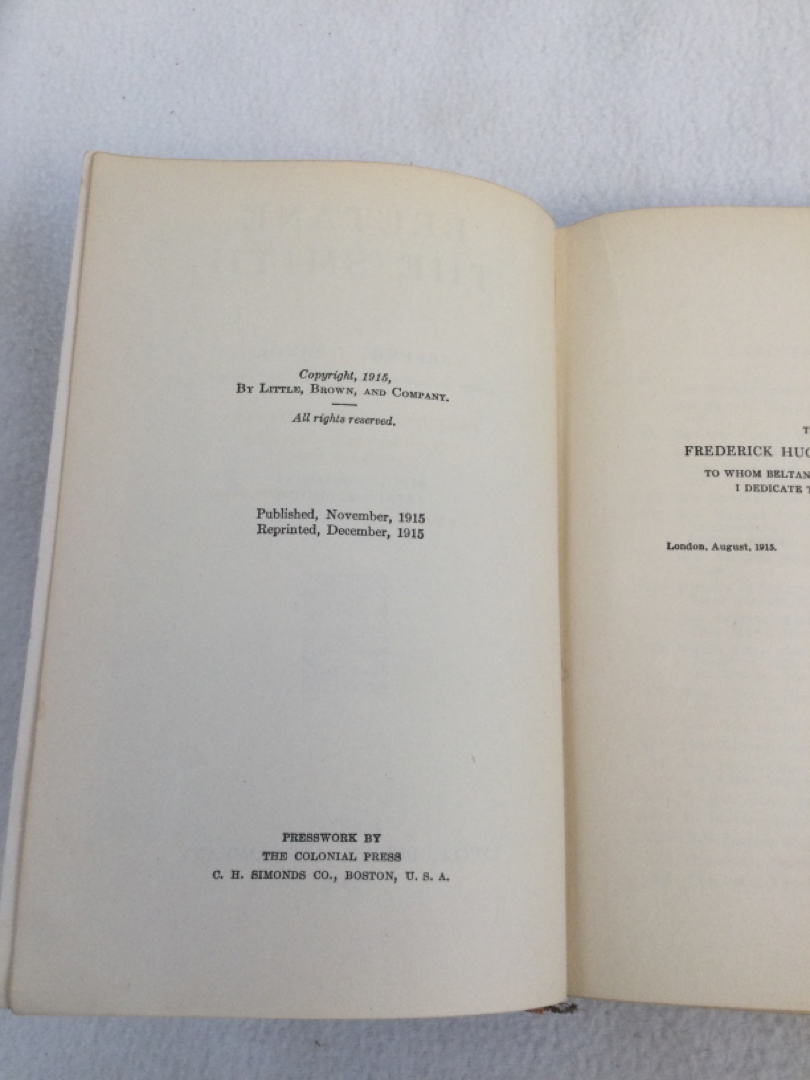 Copyright, 1915,
By Little, Brown, and Company.
All rights reserved.
Published, November, 1915
Reprinted, December, 1915
PRESSWORK BY
THE COLONIAL PRESS
C. H. SIMONDS CO., BOSTON, U. S. A.
T
FREDERICK HUG
TO WHOM BELTAN
I DEDICATE T
London, August, 1915.